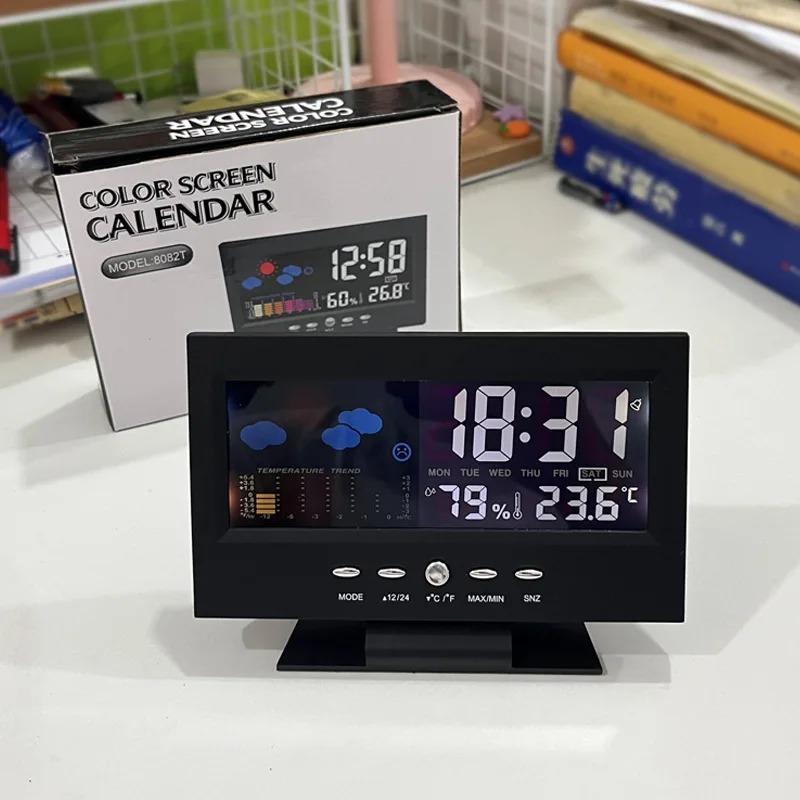 COLOR SCREEN
CALENDAR
COLOR SCREEN
CALENDAR
MODEL:8082T
12:58
60% 26.8°C
18:31
MON TUE WED THU FRI SAT SUN
79% 23.6°C
TEMPERATURE TREND
MODE ▲12/24 ▼°C/°F MAX/MIN SNZ